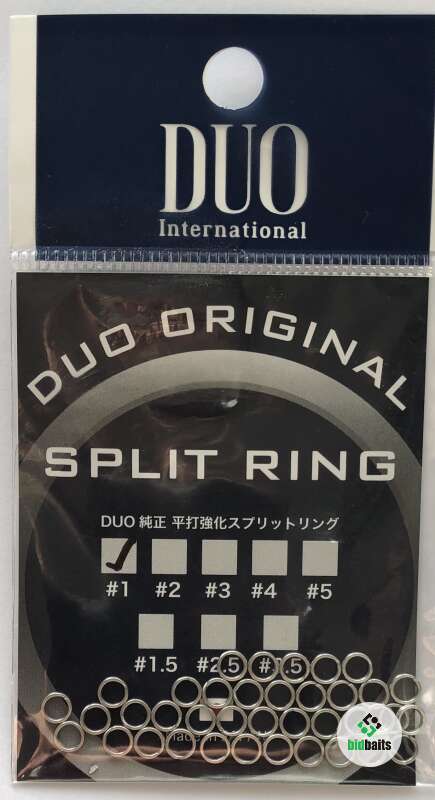 DUO
International
DUO ORIGINAL
SPLIT RING
DUO 純正 平打強化スプリットリング
#1 #2 #3 #4 #5
#1.5 #2.5
bidbaits